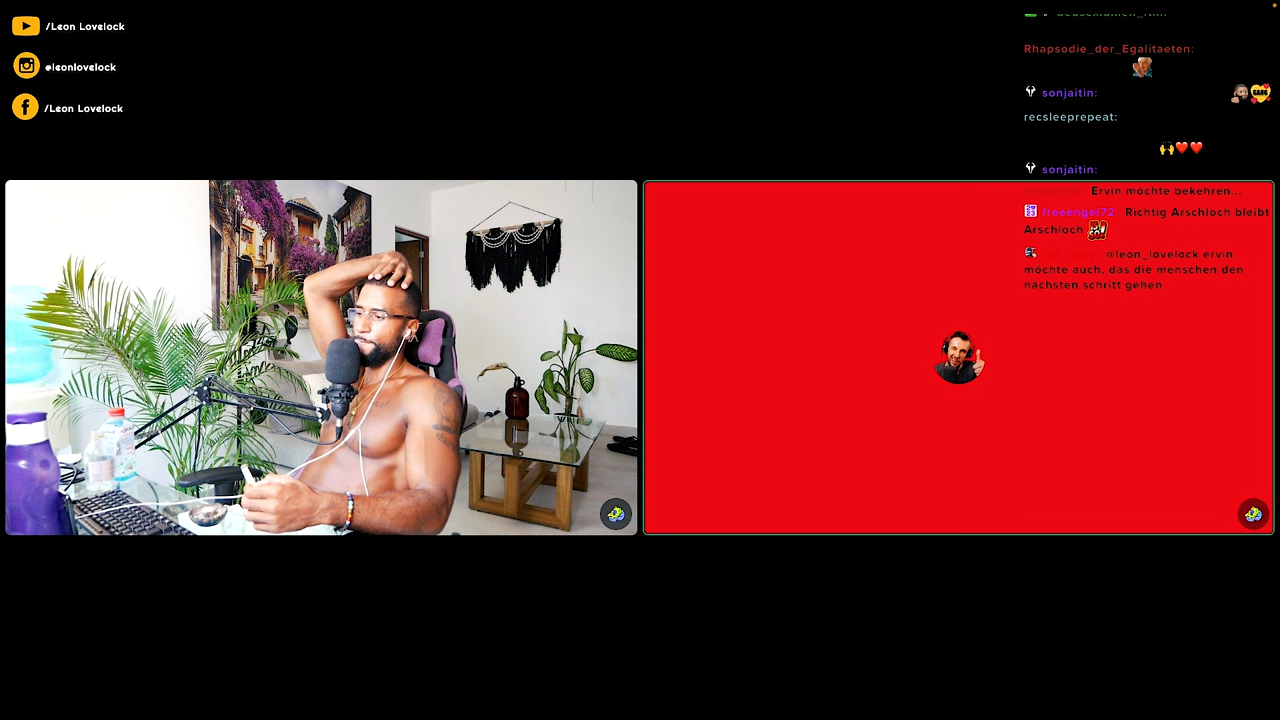 /Leon Lovelock
@leonlovelock
/Leon Lovelock
Rhapsodie_der_Egalitaeten:
sonjaitin:
recsleeprepeat:
sonjaitin:
Ervin möchte bekehren...
freeengel72: Richtig Arschloch bleibt
Arschloch
@leon_lovelock ervin
möchte auch, das die menschen den
nächsten schritt gehen